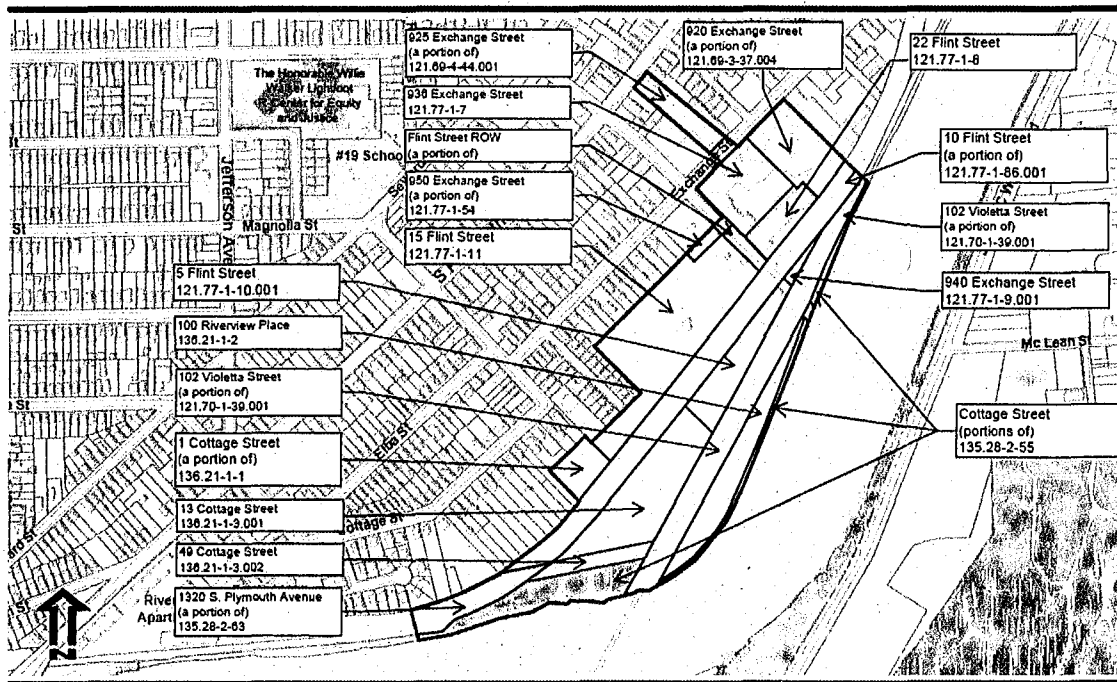 925 Exchange Street
(a portion of)
121.69-4-44.001
920 Exchange Street
(a portion of)
121.69-3-37.004
22 Flint Street
121.77-1-8
The Honorable Willie
Walker Lightfoot
R-Center for Equity
and Justice
936 Exchange Street
121.77-1-7
Flint Street ROW
(a portion of)
#19 Schoo
10 Flint Street
(a portion of)
121.77-1-86.001
Exchange St
Jefferson Ave
950 Exchange Street
(a portion of)
121.77-1-54
Magnolia St
102 Violetta Street
(a portion of)
121.70-1-39.001
15 Flint Street
121.77-1-11
5 Flint Street
121.77-1-10.001
940 Exchange Street
121.77-1-9.001
100 Riverview Place
136.21-1-2
Mc Lean St
102 Violetta Street
(a portion of)
121.70-1-39.001
Cottage Street
(portions of)
135.28-2-55
1 Cottage Street
(a portion of)
136.21-1-1
Elba St
13 Cottage Street
136.21-1-3.001
Cottage St
49 Cottage Street
136.21-1-3.002
1320 S. Plymouth Avenue
(a portion of)
135.28-2-63
N